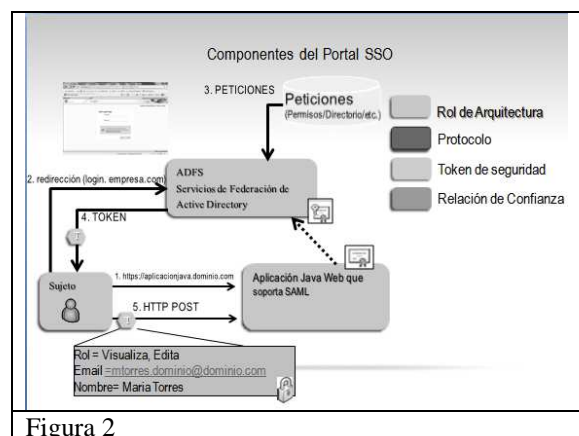 Componentes del Portal SSO
3. PETICIONES
Peticiones
(Permisos/Directorio/etc.)
Rol de Arquitectura
Protocolo
Token de seguridad
Relación de Confianza
2. redirección (login. empresa.com)
ADFS
Servicios de Federación de
Active Directory
4. TOKEN
Sujeto
1. https://aplicacionjava.dominio.com
5. HTTP POST
Aplicación Java Web que
soporta SAML
Rol = Visualiza, Edita
Email =mtorres.dominio@dominio.com
Nombre= Maria Torres
Figura 2